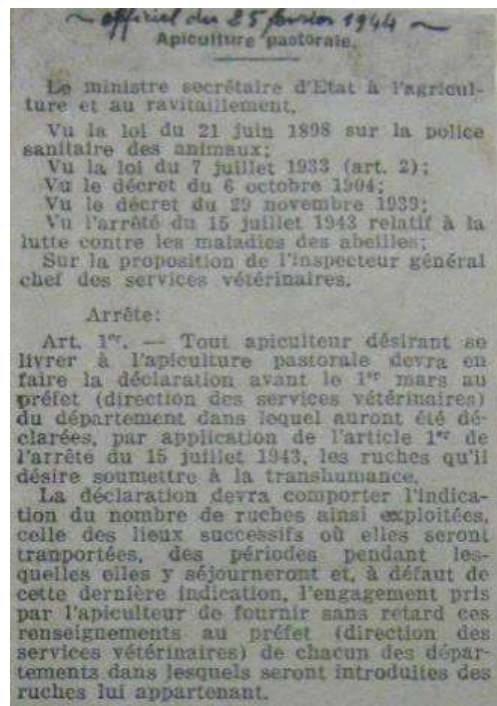 ~ officiel du 25 fevrier 1944 ~
Apiculture pastorale.
Le ministre secrétaire d'Etat à l'agricul-
ture et au ravitaillement,
Vu la loi du 21 juin 1898 sur la police
sanitaire des animaux;
Vu la loi du 7 juillet 1933 (art. 2);
Vu le décret du 6 octobre 1904;
Vu le décret du 29 novembre 1939;
Vu l'arrêté du 15 juillet 1943 relatif à la
lutte contre les maladies des abeilles;
Sur la proposition de l'inspecteur général
chef des services vétérinaires.
Arrête:
Art. 1er. — Tout apiculteur désirant se
livrer à l'apiculture pastorale devra en
faire la déclaration avant le 1er mars au
préfet (direction des services vétérinaires)
du département dans lequel auront été dé-
clarées, par application de l'article 1er de
l'arrête du 15 juillet 1943, les ruches qu'il
désire soumettre à la transhumance.
La déclaration devra comporter l'indica-
tion du nombre de ruches ainsi exploitées,
celle des lieux successifs où elles seront
tranportées, des périodes pendant les-
quelles elles y séjourneront et, à défaut de
cette dernière indication, l'engagement pris
par l'apiculteur de fournir sans retard ces
renseignements au préfet (direction des
services vétérinaires) de chacun des dépar-
tements dans lesquels seront introduites des
ruches lui appartenant.